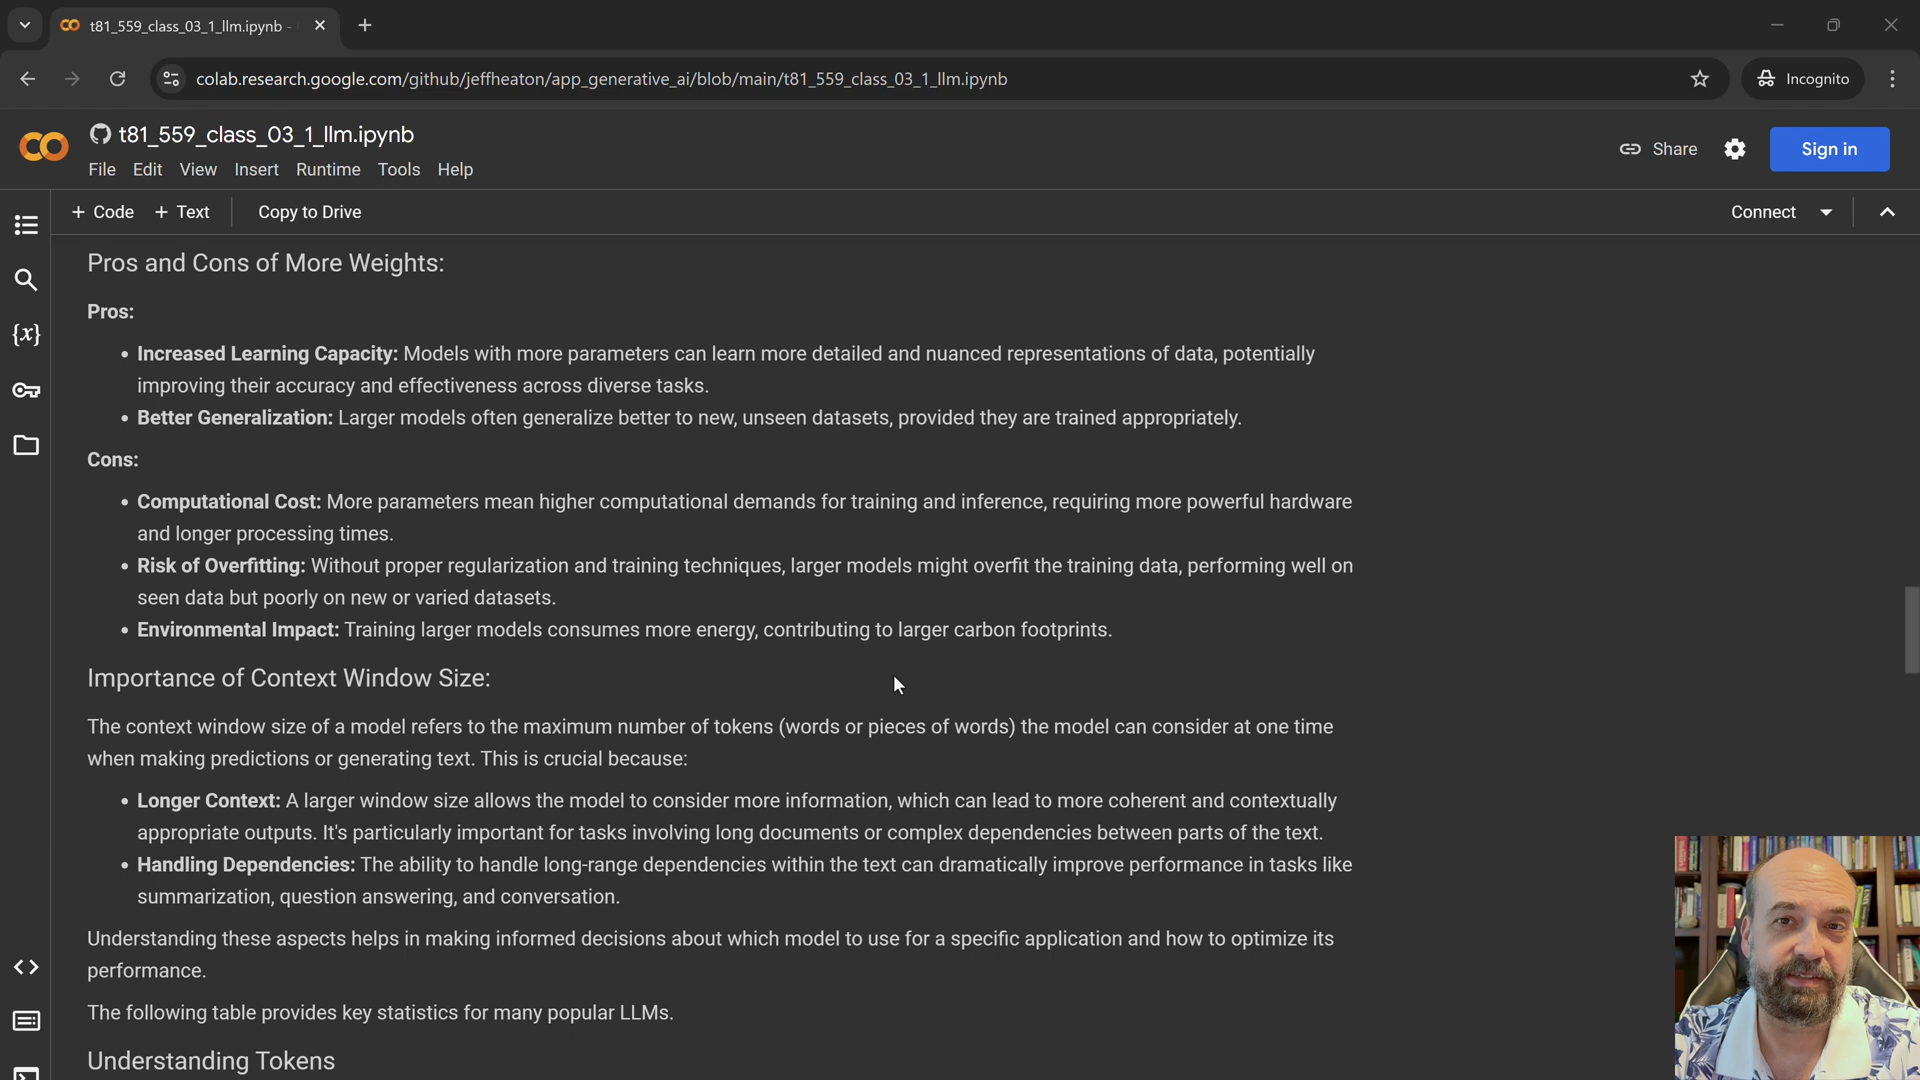 t81_559_class_03_1_llm.ipynb -
colab.research.google.com/github/jeffheaton/app_generative_ai/blob/main/t81_559_class_03_1_llm.ipynb
Incognito
t81_559_class_03_1_llm.ipynb
File Edit View Insert Runtime Tools Help
Share
Sign in
+ Code + Text Copy to Drive
Connect
Pros and Cons of More Weights:
Pros:
• Increased Learning Capacity: Models with more parameters can learn more detailed and nuanced representations of data, potentially
improving their accuracy and effectiveness across diverse tasks.
• Better Generalization: Larger models often generalize better to new, unseen datasets, provided they are trained appropriately.
Cons:
• Computational Cost: More parameters mean higher computational demands for training and inference, requiring more powerful hardware
and longer processing times.
• Risk of Overfitting: Without proper regularization and training techniques, larger models might overfit the training data, performing well on
seen data but poorly on new or varied datasets.
• Environmental Impact: Training larger models consumes more energy, contributing to larger carbon footprints.
Importance of Context Window Size:
The context window size of a model refers to the maximum number of tokens (words or pieces of words) the model can consider at one time
when making predictions or generating text. This is crucial because:
• Longer Context: A larger window size allows the model to consider more information, which can lead to more coherent and contextually
appropriate outputs. It's particularly important for tasks involving long documents or complex dependencies between parts of the text.
• Handling Dependencies: The ability to handle long-range dependencies within the text can dramatically improve performance in tasks like
summarization, question answering, and conversation.
Understanding these aspects helps in making informed decisions about which model to use for a specific application and how to optimize its
performance.
The following table provides key statistics for many popular LLMs.
Understanding Tokens